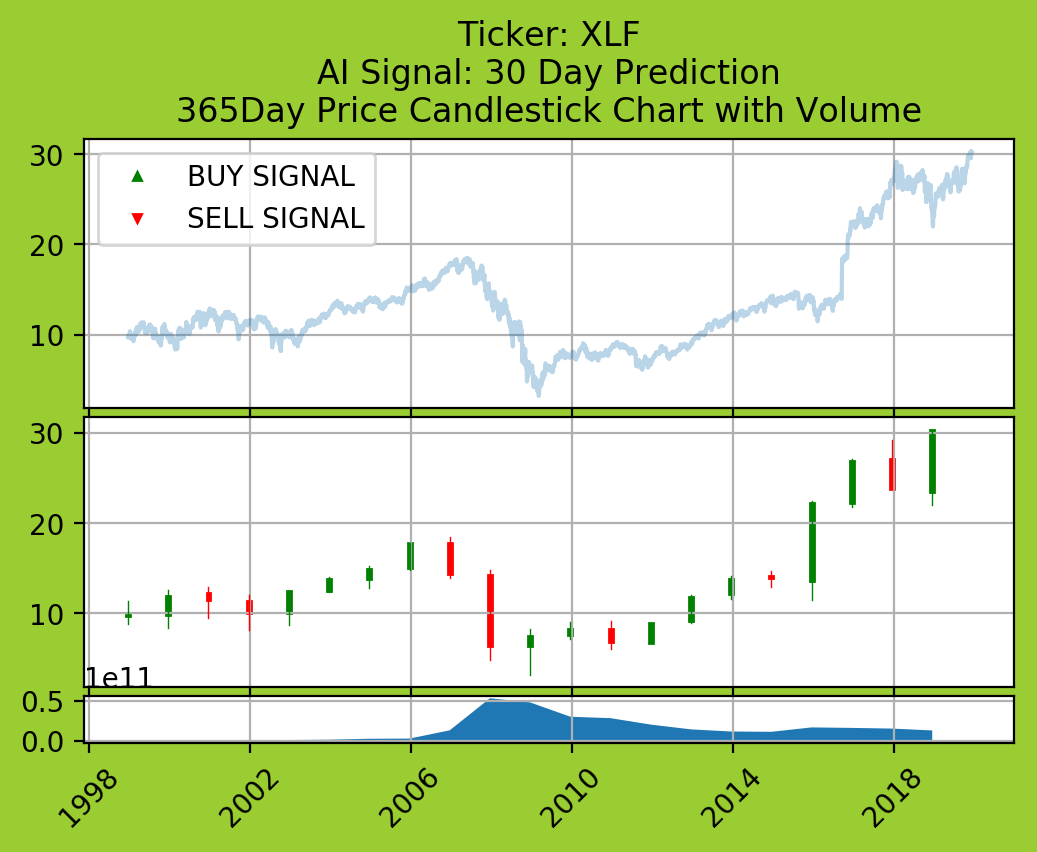 Ticker: XLF
AI Signal: 30 Day Prediction
365Day Price Candlestick Chart with Volume
30
BUY SIGNAL
SELL SIGNAL
20
10
30
20
10
1e11
0.5
0.0
1998
2002
2006
2010
2014
2018